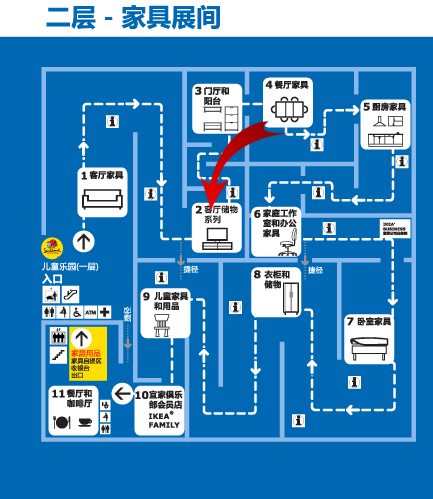 二层 - 家具展间
3 门厅和
阳台
4 餐厅家具
5 厨房家具
1 客厅家具
2 客厅储物
系列
6 家庭工作
室和办公
家具
IKEA
BUSINESS
儿童乐园(一层)
入口
捷径
捷径
8 衣柜和
储物
9 儿童家具
和用品
7 卧室家具
ATM
捷径
家居用品
家具自提区
收银台
出口
11 餐厅和
咖啡厅
10 宜家俱乐
部会员店
IKEA®
FAMILY